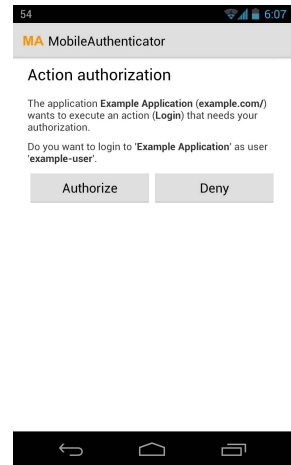 54 6:07
MA MobileAuthenticator
Action authorization
The application Example Application (example.com/)
wants to execute an action (Login) that needs your
authorization.
Do you want to login to 'Example Application' as user
'example-user'.
Authorize Deny